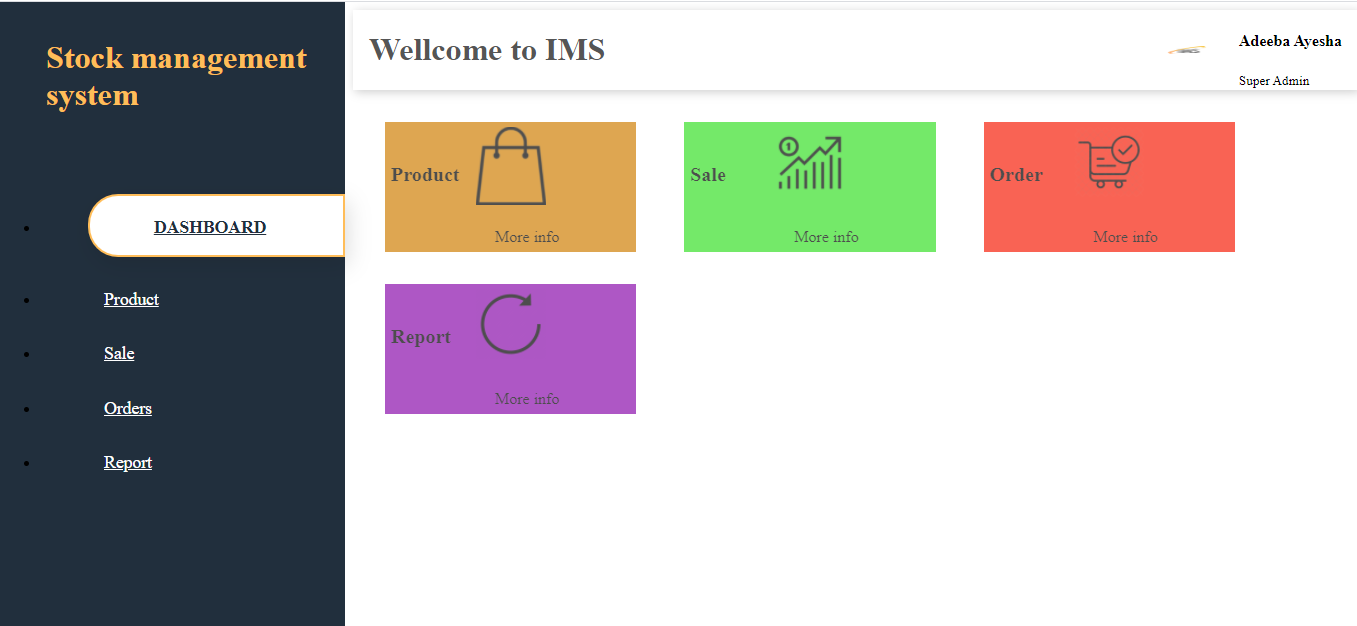 Stock management
system
DASHBOARD
Product
Sale
Orders
Report
Wellcome to IMS
Adeeba Ayesha
Super Admin
Product
More info
Sale
1
More info
Order
More info
Report
More info